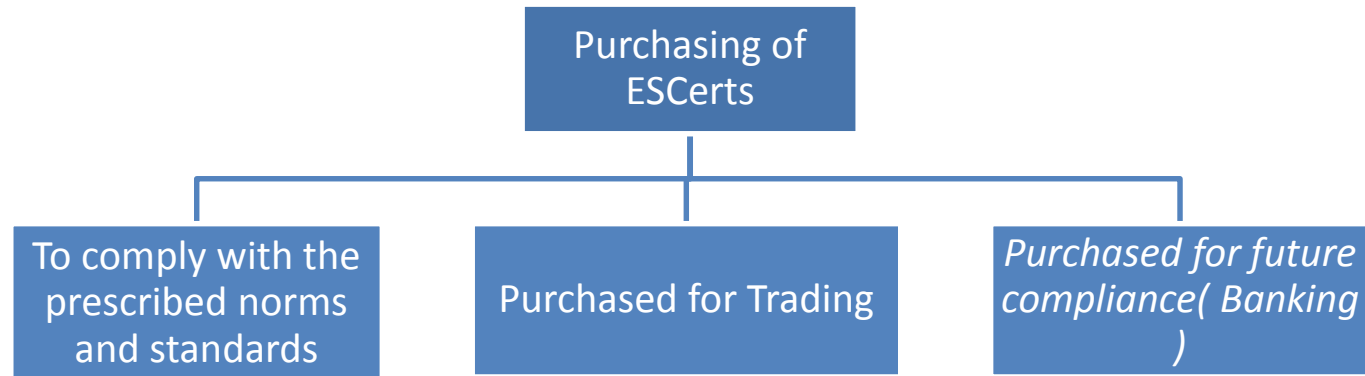 Purchasing of
ESCerts
To comply with the
prescribed norms
and standards
Purchased for Trading
Purchased for future
compliance( Banking
)